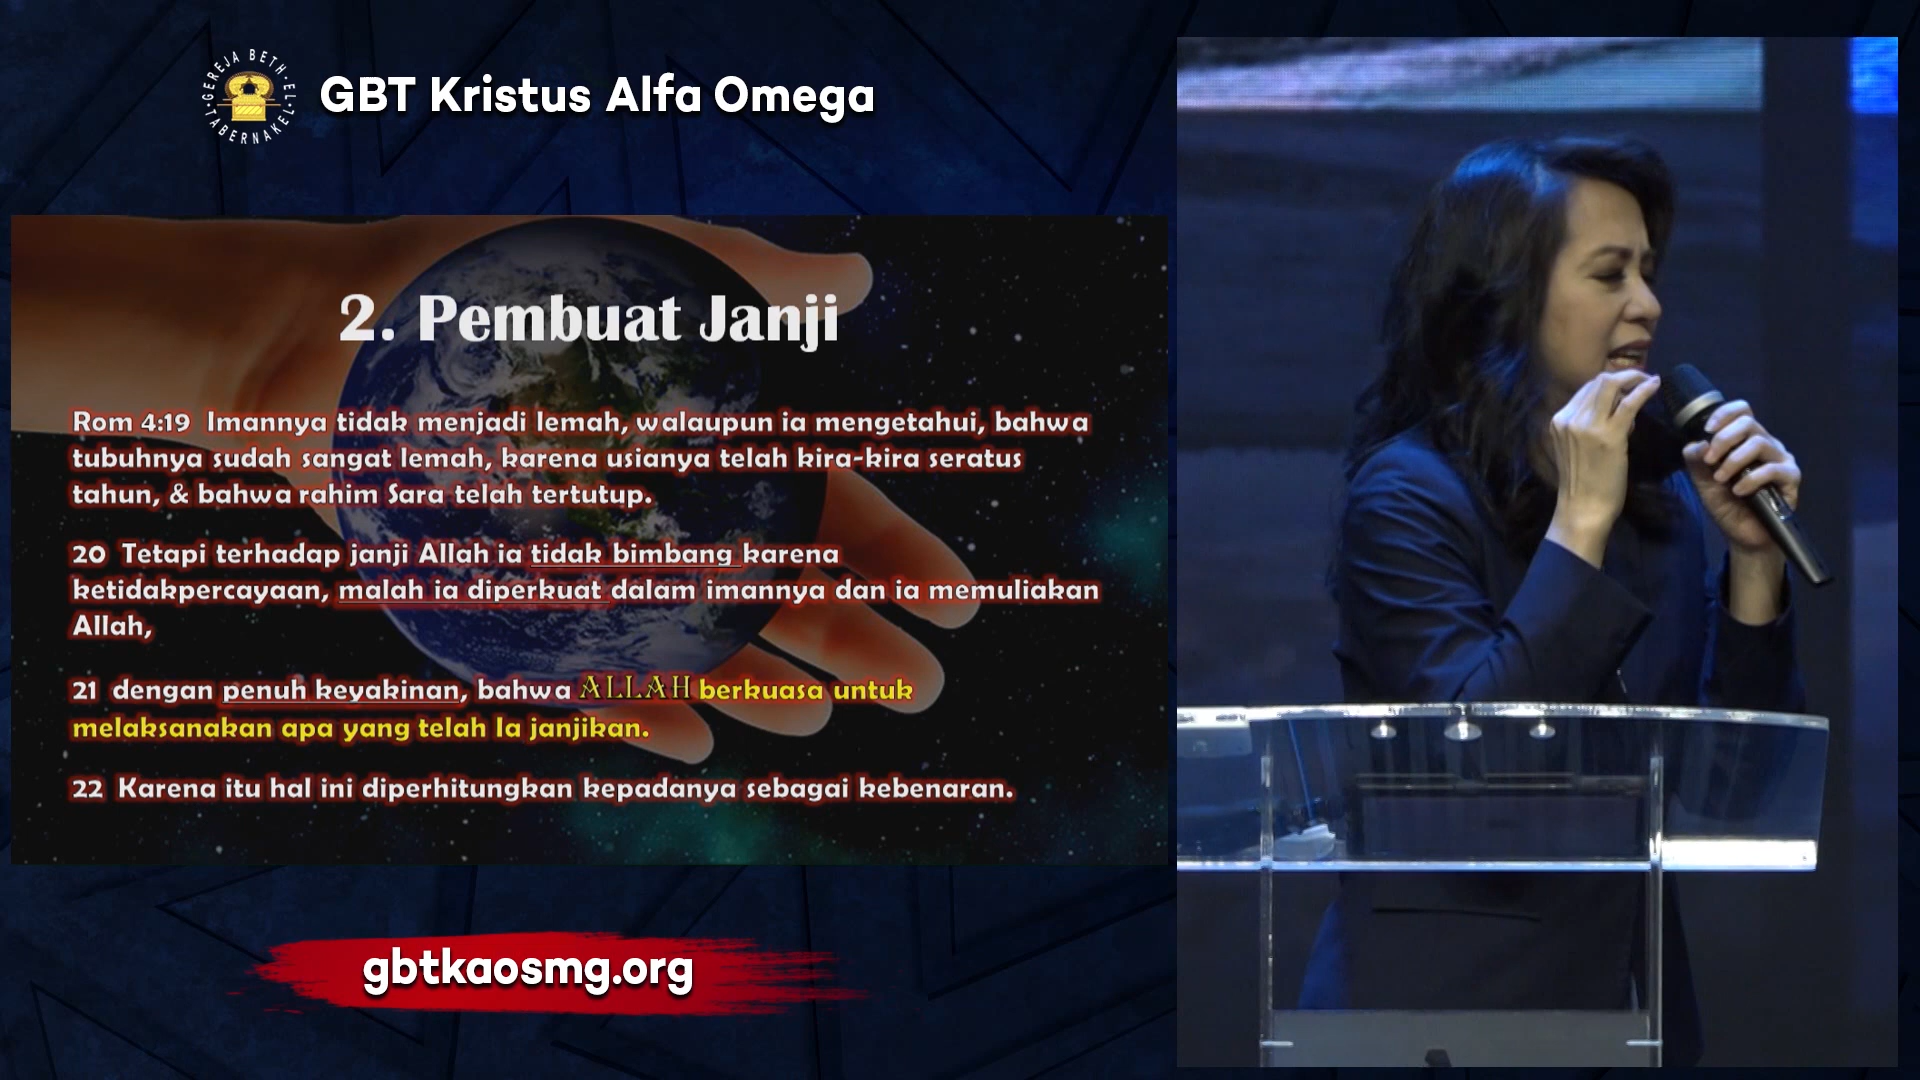 GEREJA BETH-EL TABERNAKEL
GBT Kristus Alfa Omega
2. Pembuat Janji
Rom 4:19 Imannya tidak menjadi lemah, walaupun ia mengetahui, bahwa
tubuhnya sudah sangat lemah, karena usianya telah kira-kira seratus
tahun, & bahwa rahim Sara telah tertutup.
20 Tetapi terhadap janji Allah ia tidak bimbang karena
ketidakpercayaan, malah ia diperkuat dalam imannya dan ia memuliakan
Allah,
21 dengan penuh keyakinan, bahwa ALLAH berkuasa untuk
melaksanakan apa yang telah Ia janjikan.
22 Karena itu hal ini diperhitungkan kepadanya sebagai kebenaran.
gbtkaosmg.org